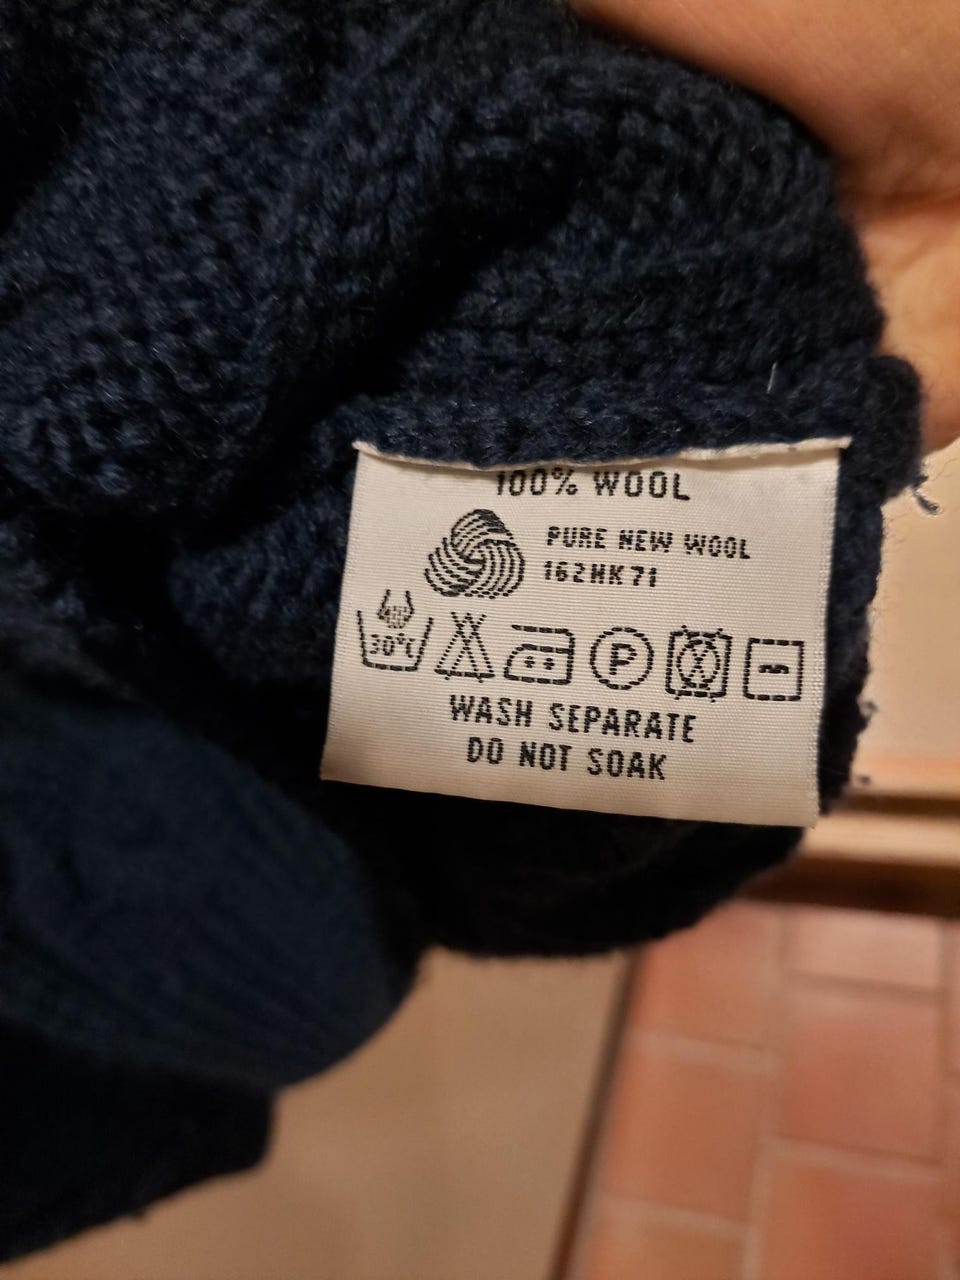 100% WOOL
PURE NEW WOOL
162HK71
30°C
P
WASH SEPARATE
DO NOT SOAK